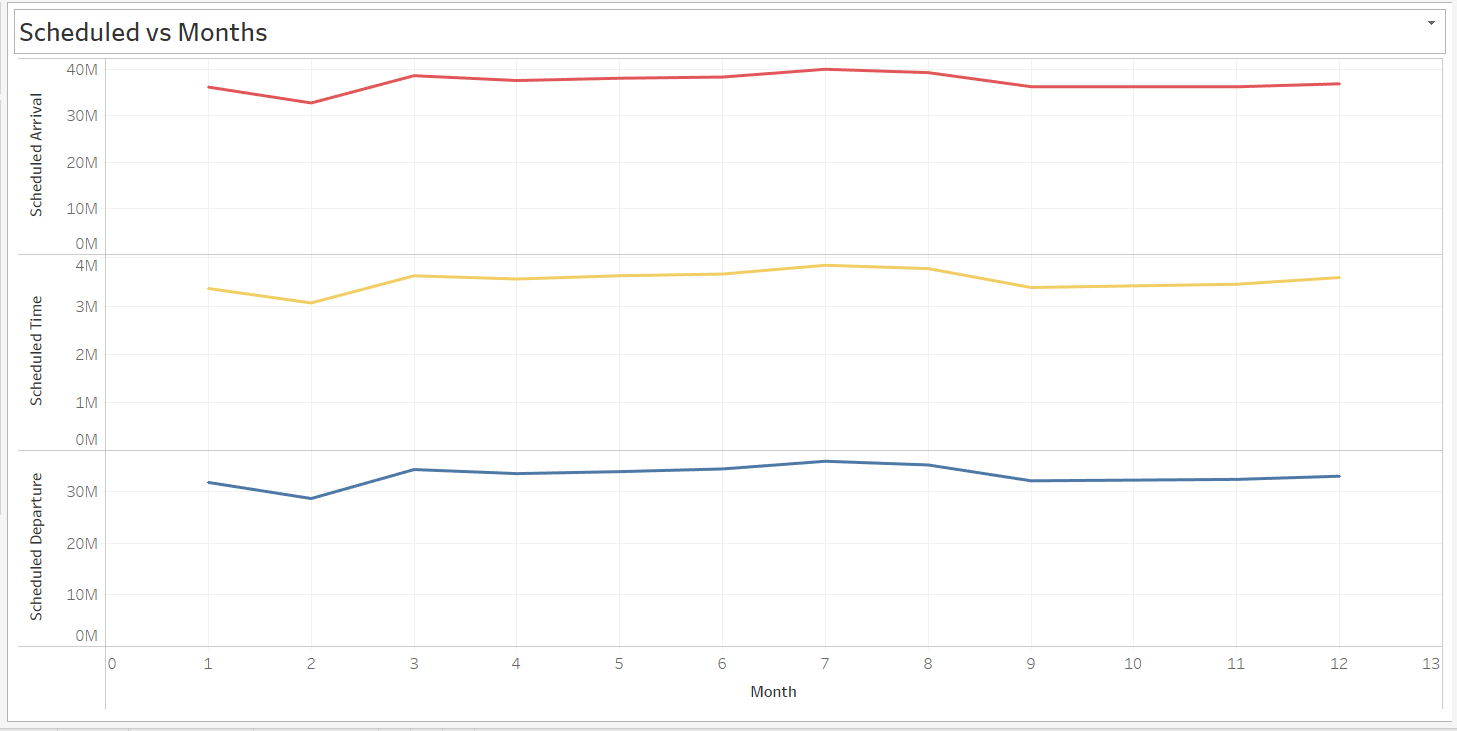 Scheduled vs Months
Scheduled Arrival
40M
30M
20M
10M
0M
Scheduled Time
4M
3M
2M
1M
0M
Scheduled Departure
30M
20M
10M
0M
0 1 2 3 4 5 6 7 8 9 10 11 12 13
Month